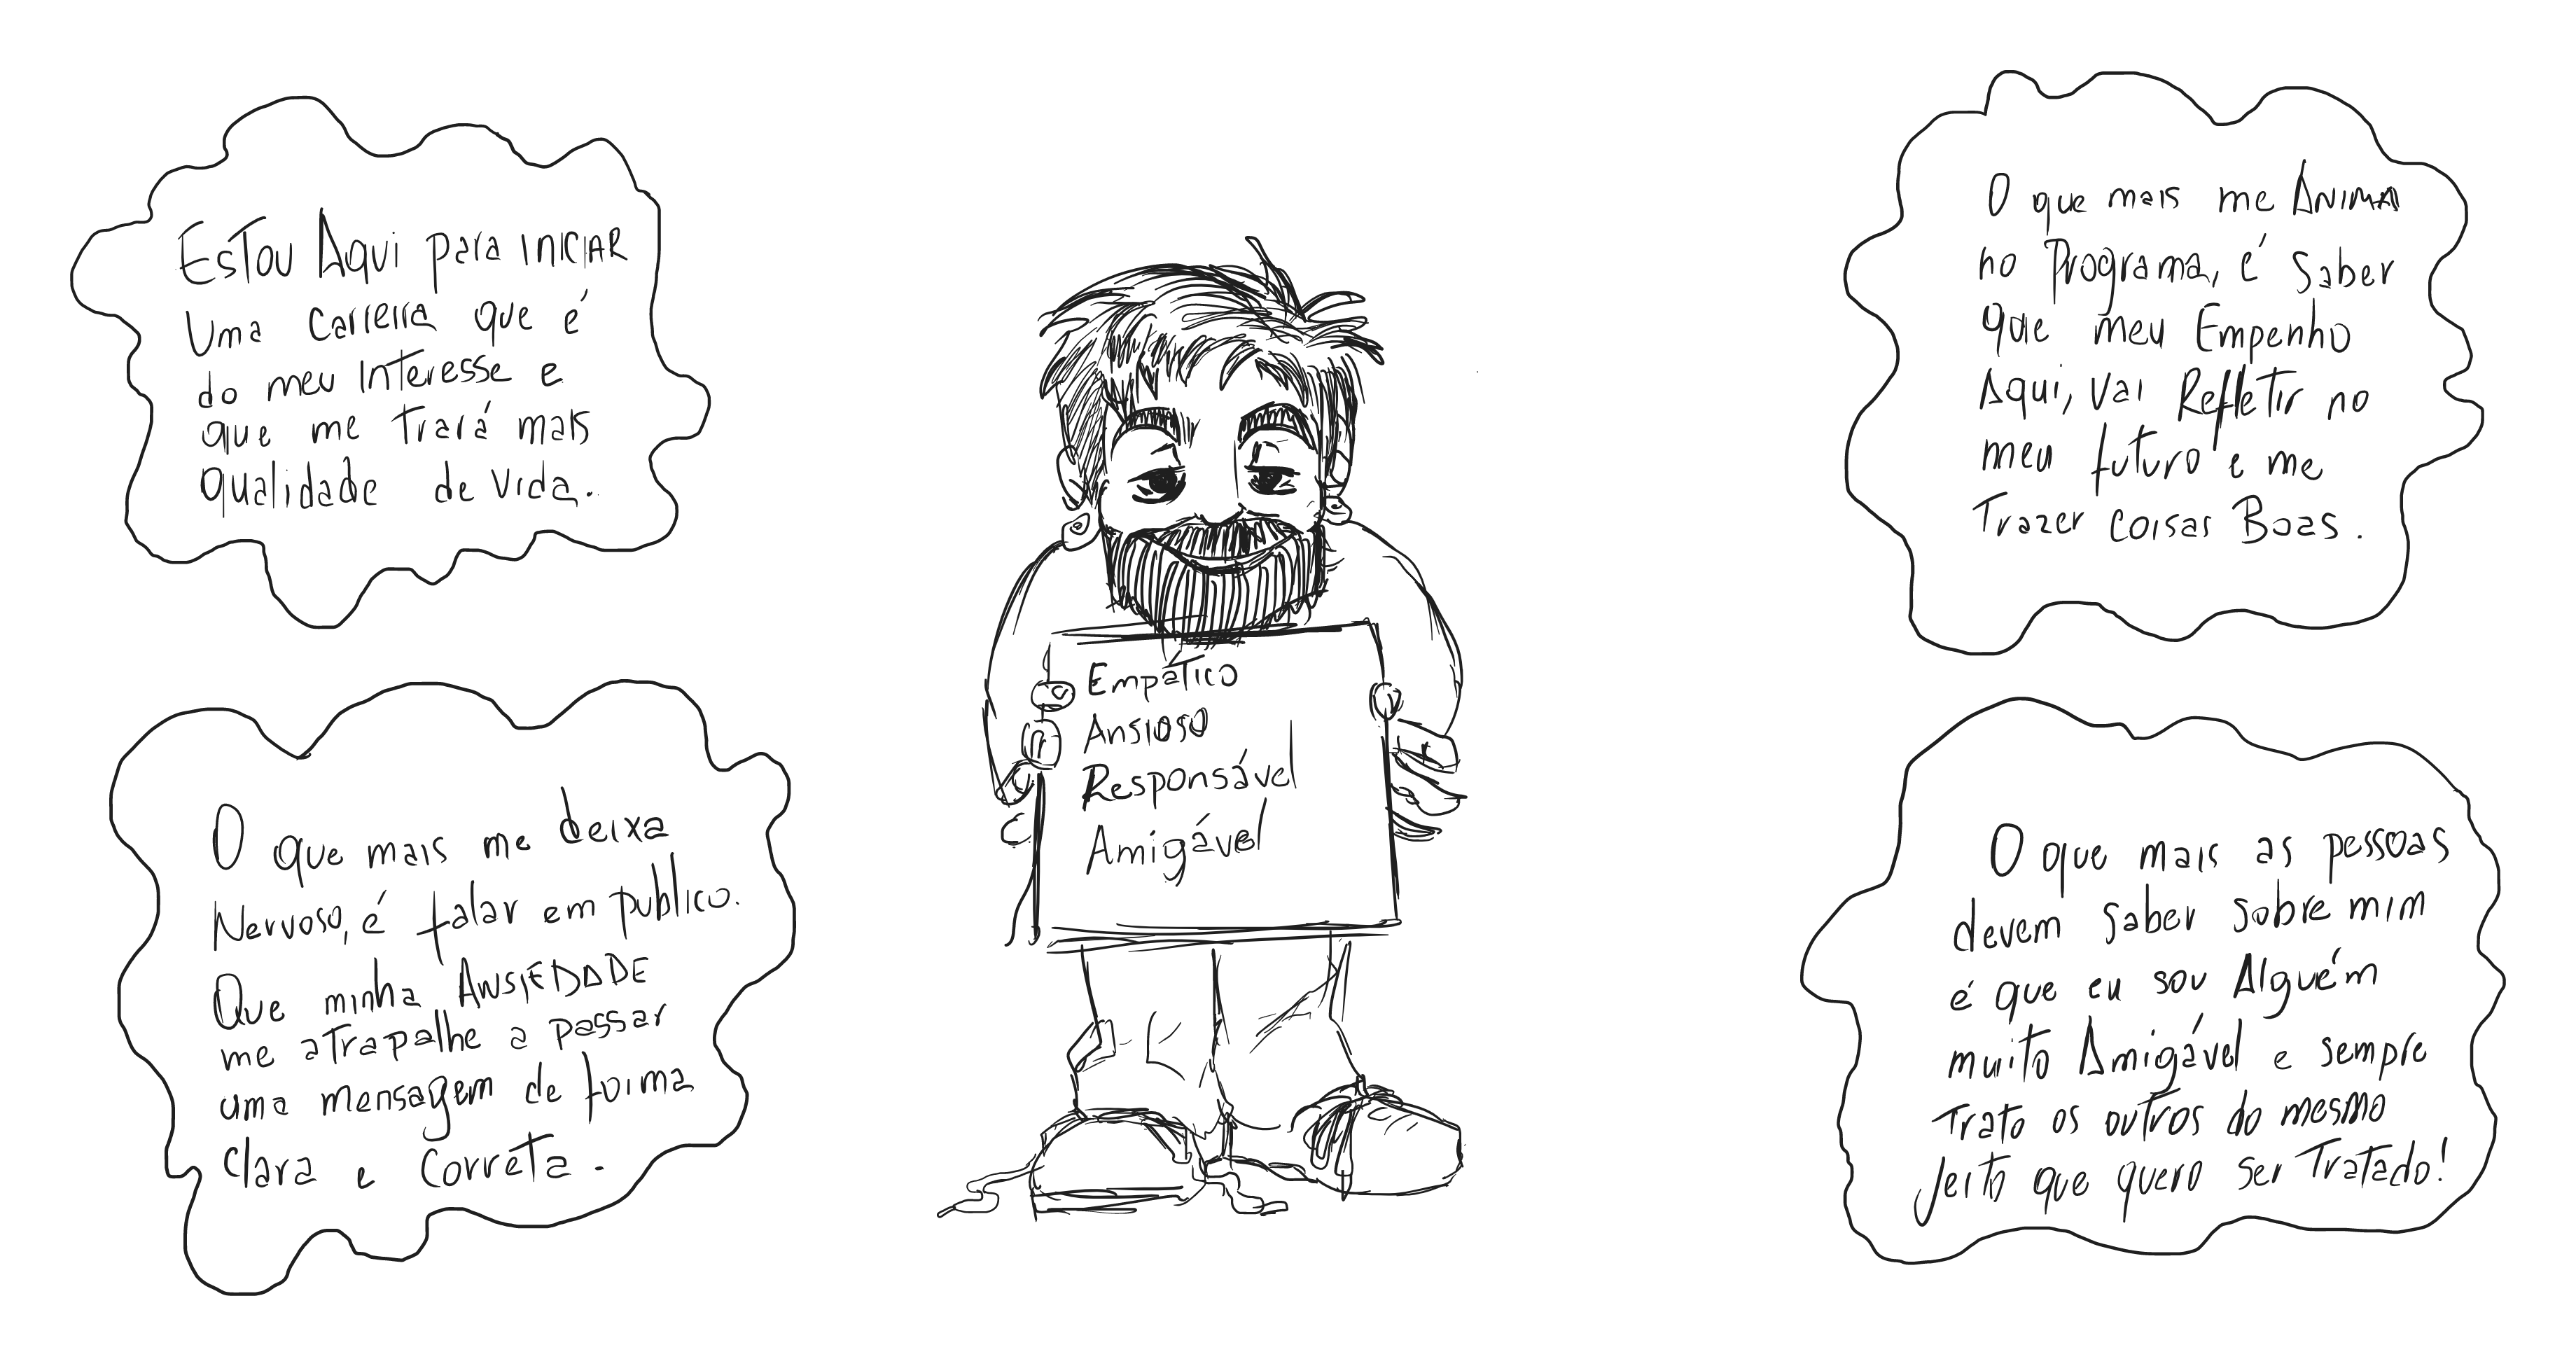 Estou Aqui para INICIAR
Uma carreira que é
do meu Interesse e
que me Trará mais
qualidade de vida.
O que mais me deixa
Nervoso, é falar em publico.
Que minha ANSIEDADE
me atrapalhe a passar
uma mensagem de forma
clara e correta.
Empático
Ansioso
Responsável
Amigável
O que mais me ANIMA
no Programa, é saber
que meu Empenho
Aqui, vai Refletir no
meu futuro e me
Trazer coisas Boas.
O que mais as pessoas
devem saber sobre mim
é que eu sou Alguém
muito Amigável e sempre
Trato os outros do mesmo
jeito que quero ser Tratado!